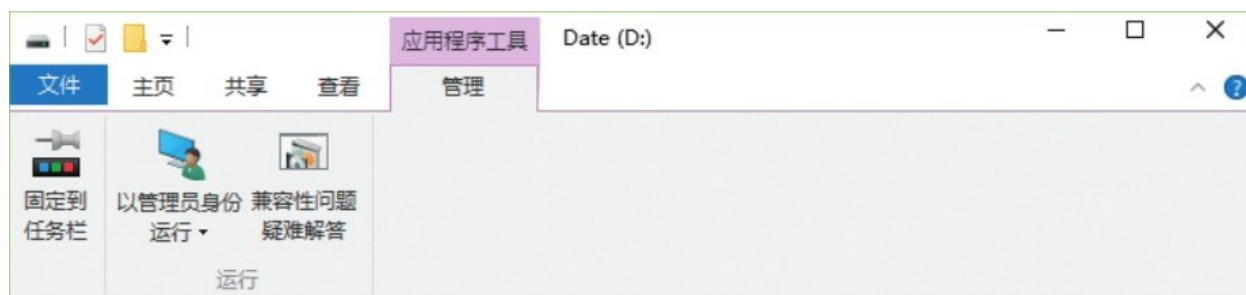 应用程序工具 Date (D:)
文件 主页 共享 查看 管理
固定到 以管理员身份 兼容性问题
任务栏 运行 疑难解答
运行